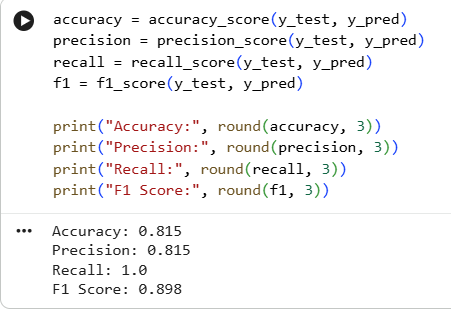 accuracy = accuracy_score(y_test, y_pred)
precision = precision_score(y_test, y_pred)
recall = recall_score(y_test, y_pred)
f1 = f1_score(y_test, y_pred)
print("Accuracy:", round(accuracy, 3))
print("Precision:", round(precision, 3))
print("Recall:", round(recall, 3))
print("F1 Score:", round(f1, 3))
Accuracy: 0.815
Precision: 0.815
Recall: 1.0
F1 Score: 0.898